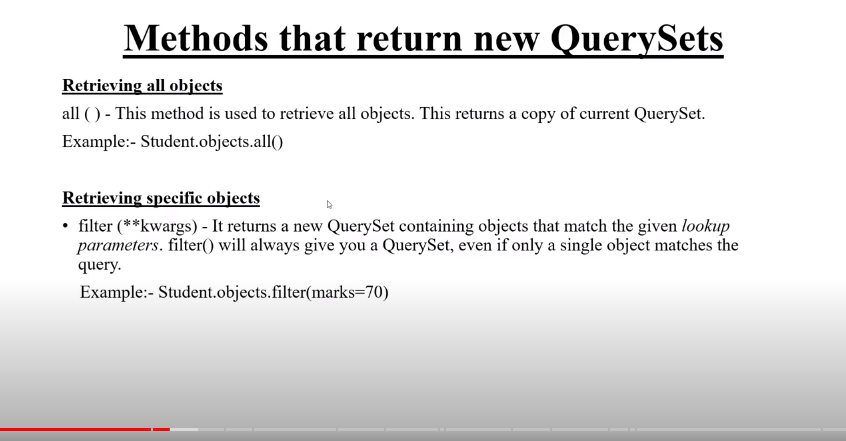 Methods that return new QuerySets
Retrieving all objects
all ( ) - This method is used to retrieve all objects. This returns a copy of current QuerySet.
Example:- Student.objects.all()
Retrieving specific objects
• filter (**kwargs) - It returns a new QuerySet containing objects that match the given lookup
parameters. filter() will always give you a QuerySet, even if only a single object matches the
query.
Example:- Student.objects.filter(marks=70)